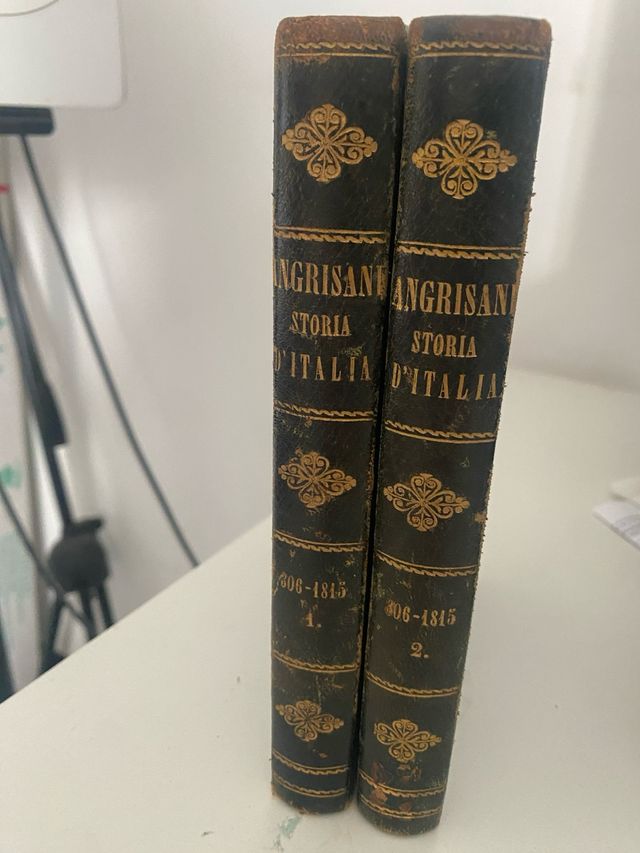 ANGRISANI
STORIA
D'ITALIA
306-1815
1.
ANGRISANI
STORIA
D'ITALIA
306-1815
2.